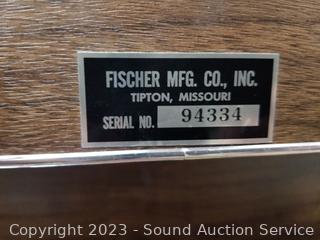 FISCHER MFG. CO., INC.
TIPTON, MISSOURI
SERIAL NO. 94334
Copyright © 2023 - Sound Auction Service